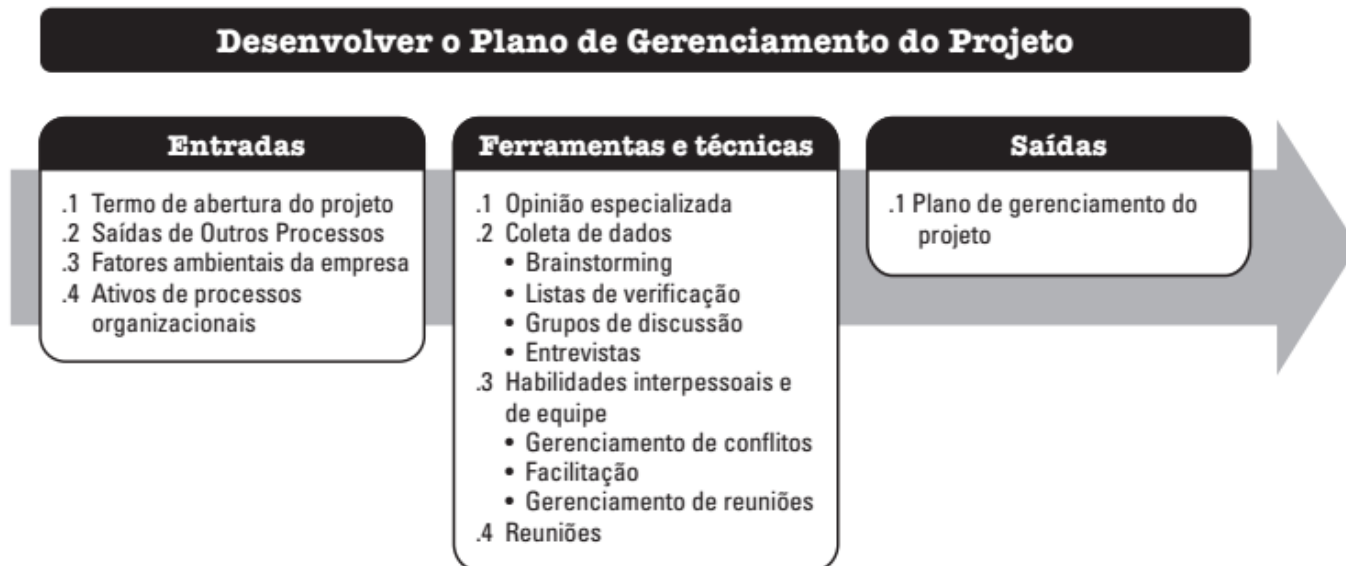 Desenvolver o Plano de Gerenciamento do Projeto
Entradas
.1 Termo de abertura do projeto
.2 Saídas de Outros Processos
.3 Fatores ambientais da empresa
.4 Ativos de processos
organizacionais
Ferramentas e técnicas
.1 Opinião especializada
.2 Coleta de dados
• Brainstorming
• Listas de verificação
• Grupos de discussão
• Entrevistas
.3 Habilidades interpessoais e
de equipe
• Gerenciamento de conflitos
• Facilitação
• Gerenciamento de reuniões
.4 Reuniões
Saídas
.1 Plano de gerenciamento do
projeto